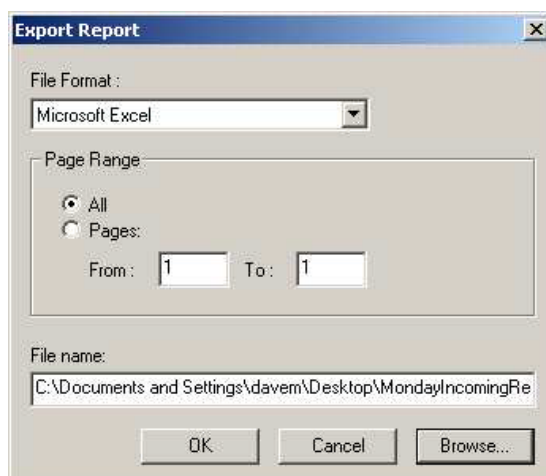 Export Report
File Format :
Microsoft Excel
Page Range
All
Pages:
From : 1 To : 1
File name:
C:\Documents and Settings\davem\Desktop\MondayIncomingRe
OK Cancel Browse...